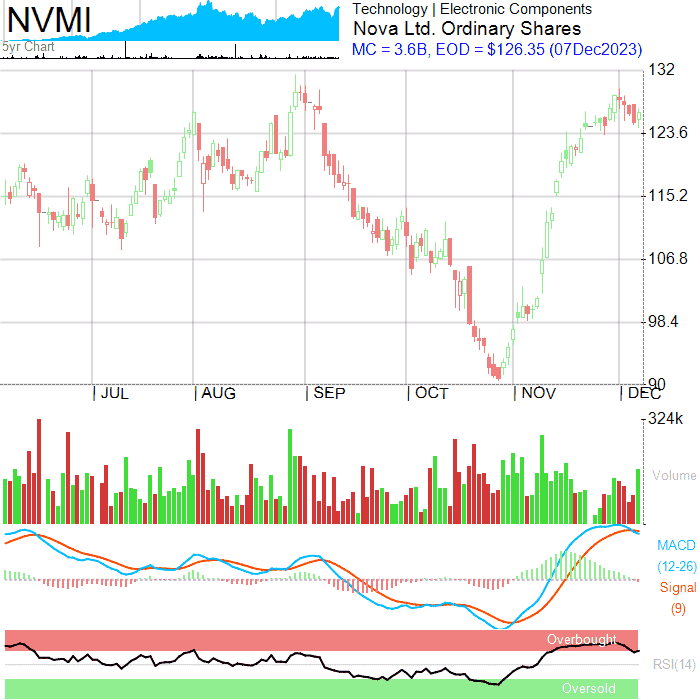 NVMI
5yr Chart
Technology | Electronic Components
Nova Ltd. Ordinary Shares
MC = 3.6B, EOD = $126.35 (07Dec2023)
132
123.6
115.2
106.8
98.4
90
JUL AUG SEP OCT NOV DEC
324k
Volume
MACD
(12-26)
Signal
(9)
Overbought
RSI(14)
Oversold